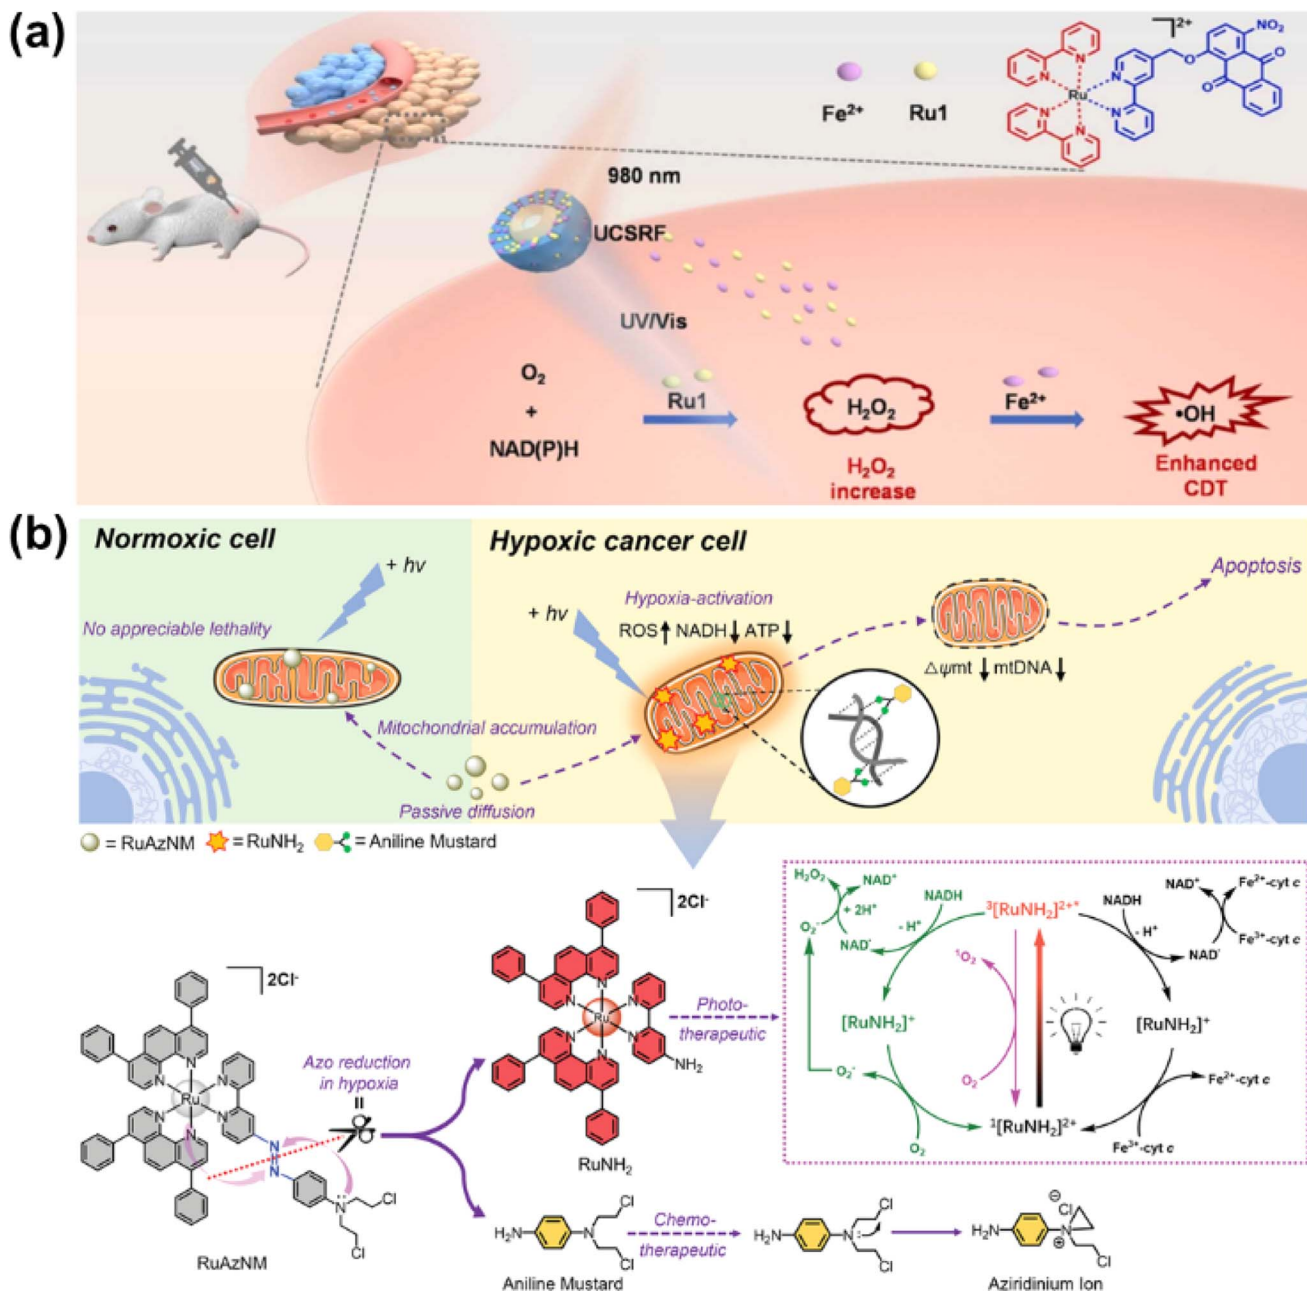 (a)
]2+
NO₂
O
O
O
N
N
N
N
N
N
Ru
Fe²⁺
Ru1
980 nm
UCSRF
UV/Vis
O₂
+
NAD(P)H
Ru1
H₂O₂
H₂O₂
increase
Fe²⁺
•OH
Enhanced
CDT
(b)
Normoxic cell
Hypoxic cancer cell
+ hv
No appreciable lethality
Mitochondrial accumulation
Passive diffusion
+ hv
Hypoxia-activation
ROS↑ NADH↓ ATP↓
△ψmt ↓ mtDNA ↓
Apoptosis
= RuAzNM
= RuNH₂
= Aniline Mustard
]2Cl⁻
N
N
N
N
N
N
Ru
N
N
N
Cl
Cl
RuAzNM
Azo reduction
in hypoxia
=
]2Cl⁻
N
N
N
N
N
N
Ru
NH₂
RuNH₂
Photo-
therapeutic
H₂O₂
NAD⁺
+ 2H⁺
O₂·⁻
NAD·
- H⁺
NADH
³[RuNH₂]²⁺*
¹O₂
O₂
[RuNH₂]⁺
O₂·⁻
O₂
¹[RuNH₂]²⁺
NADH
- H⁺
NAD·
NAD⁺
Fe²⁺-cyt c
Fe³⁺-cyt c
[RuNH₂]⁺
Fe²⁺-cyt c
Fe³⁺-cyt c
H₂N
N
Cl
Cl
Aniline Mustard
Chemo-
therapeutic
H₂N
N:
Cl
Cl
H₂N
⊖
Cl
N
⊕
Cl
Aziridinium Ion